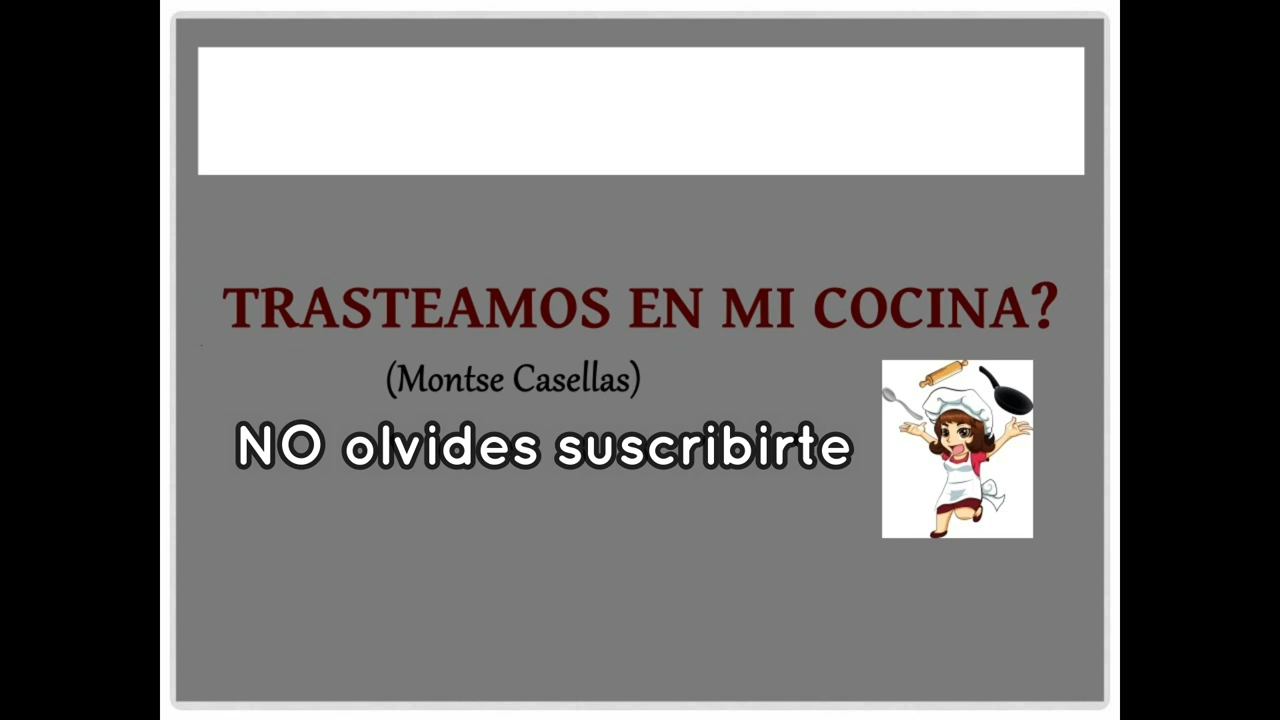 TRASTEAMOS EN MI COCINA?
(Montse Casellas)
NO olvides suscribirte